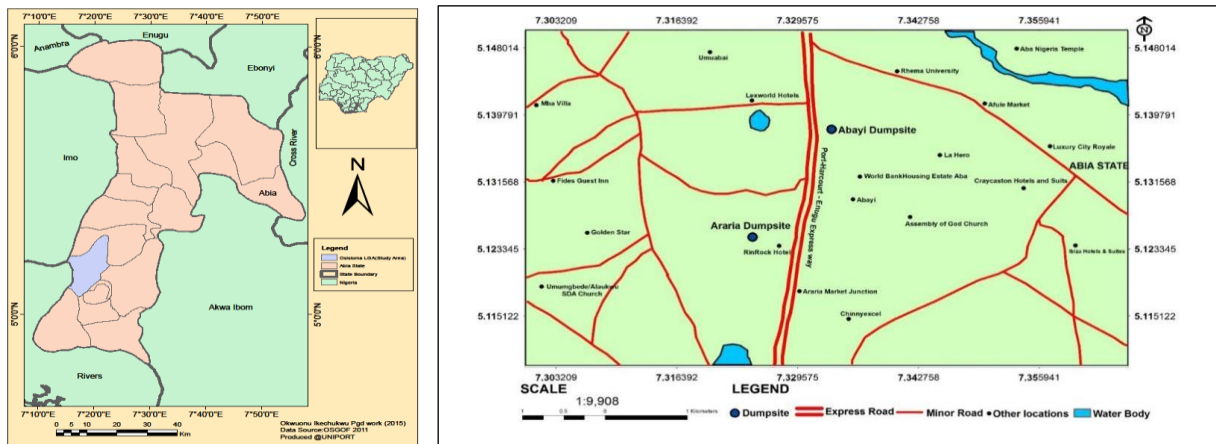 7°10'0"E 7°20'0"E 7°30'0"E 7°40'0"E 7°50'0"E
Enugu
Anambra
6°0'0"N
6°0'0"N
Ebonyi
Imo
Cross River
Abia
N
Legend
Osisioma LGA(Study Area)
Abia State
State Boundary
Nigeria
Akwa Ibom
5°0'0"N
5°0'0"N
Rivers
7°10'0"E 7°20'0"E 7°30'0"E 7°40'0"E 7°50'0"E
0 5 10 20 30 40
Km
Okwuonu Ikechukwu Pgd work (2015)
Data Source:OSGOF 2011
Produced @UNIPORT
7.303209 7.316392 7.329575 7.342758 7.355941
N
5.148014
5.148014
Umuabai
Aba Nigeria Temple
Rhema University
Mba Villa
Lexworld Hotels
Afule Market
5.139791
5.139791
Abayi Dumpsite
Luxury City Royale
La Hero
ABIA STATE
5.131568
5.131568
Fides Guest Inn
World BankHousing Estate Aba
Craycaston Hotels and Suites
Abayi
Port-Harcourt - Enugu Express way
Assembly of God Church
Araria Dumpsite
Golden Star
RinRock Hotel
5.123345
5.123345
Hotels & Suites
SDA Church
Araria Market Junction
5.115122
5.115122
Chinnyexcel
7.303209 7.316392 7.329575 7.342758 7.355941
SCALE
1:9,908
1 0.5 0 1 Kilometers
LEGEND
Dumpsite Express Road Minor Road Other locations Water Body